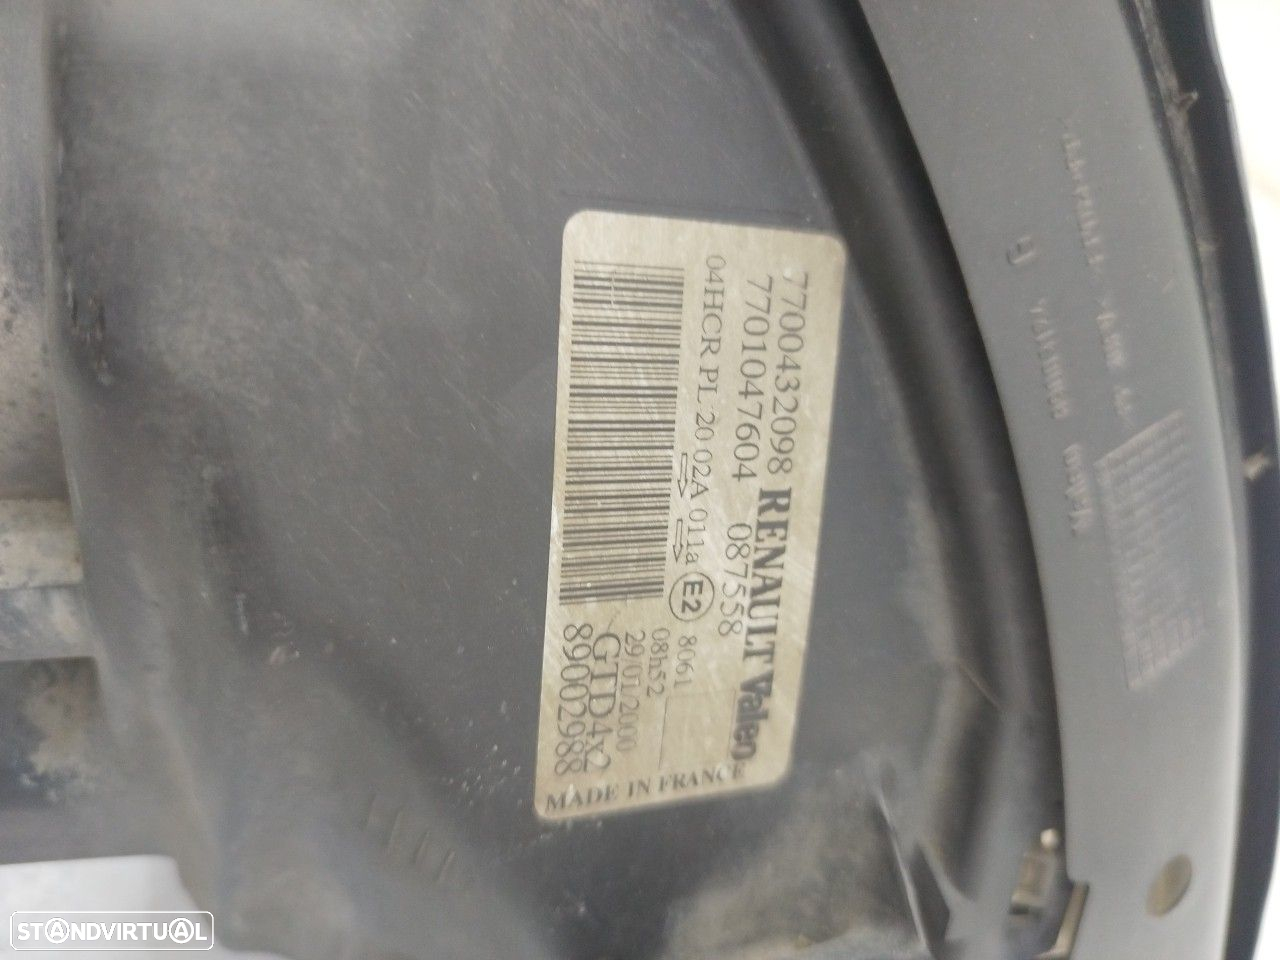 7700432098 RENAULT Valeo
7701047604 087558
04HCR PL 20 02A 011a E2 8061
08h52
29/01/2000
GTD4x2
89002988
MADE IN FRANCE
STANDVIRTUAL